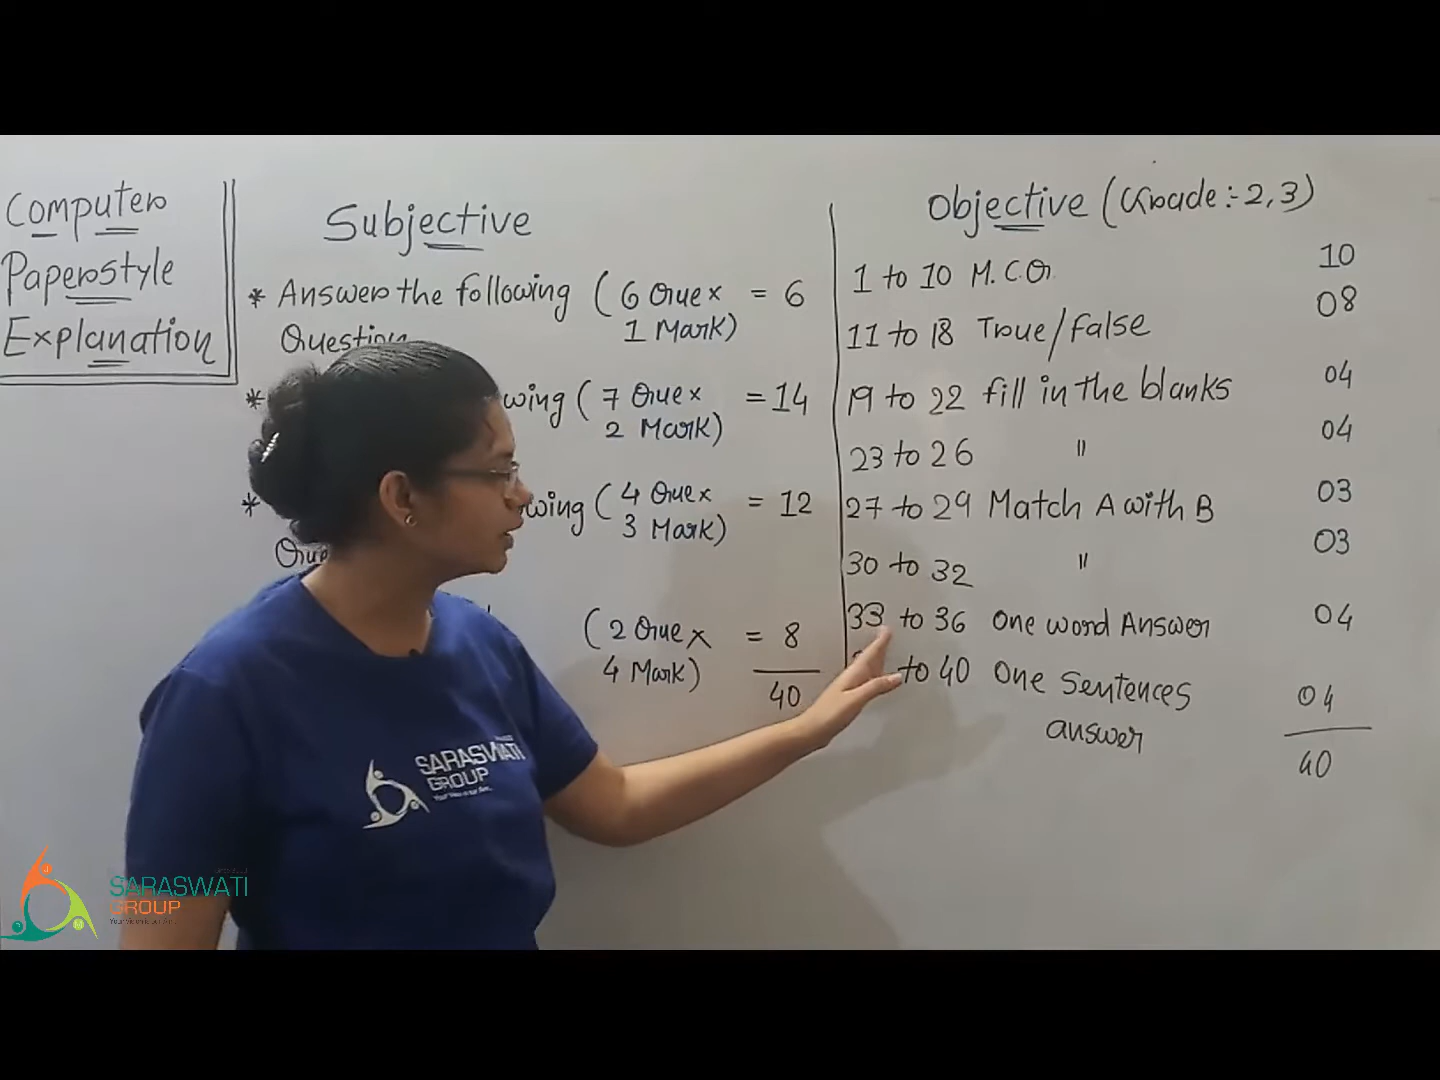 Computer
Paperstyle
Explanation
Subjective
* Answer the following (6 Que x = 6
Question 1 Mark)
* wing (7 Que x = 14
2 Mark)
* owing (4 Que x = 12
Que 3 Mark)
(2 Que x = 8
4 Mark) 40
Objective (Grade :- 2,3)
1 to 10 M.C.Q. 10
11 to 18 True/False 08
19 to 22 fill in the blanks 04
23 to 26 " 04
27 to 29 Match A with B 03
30 to 32 " 03
33 to 36 One word Answer 04
to 40 One Sentences 04
answer
40
SARASWATI
GROUP
SARASWATI
GROUP